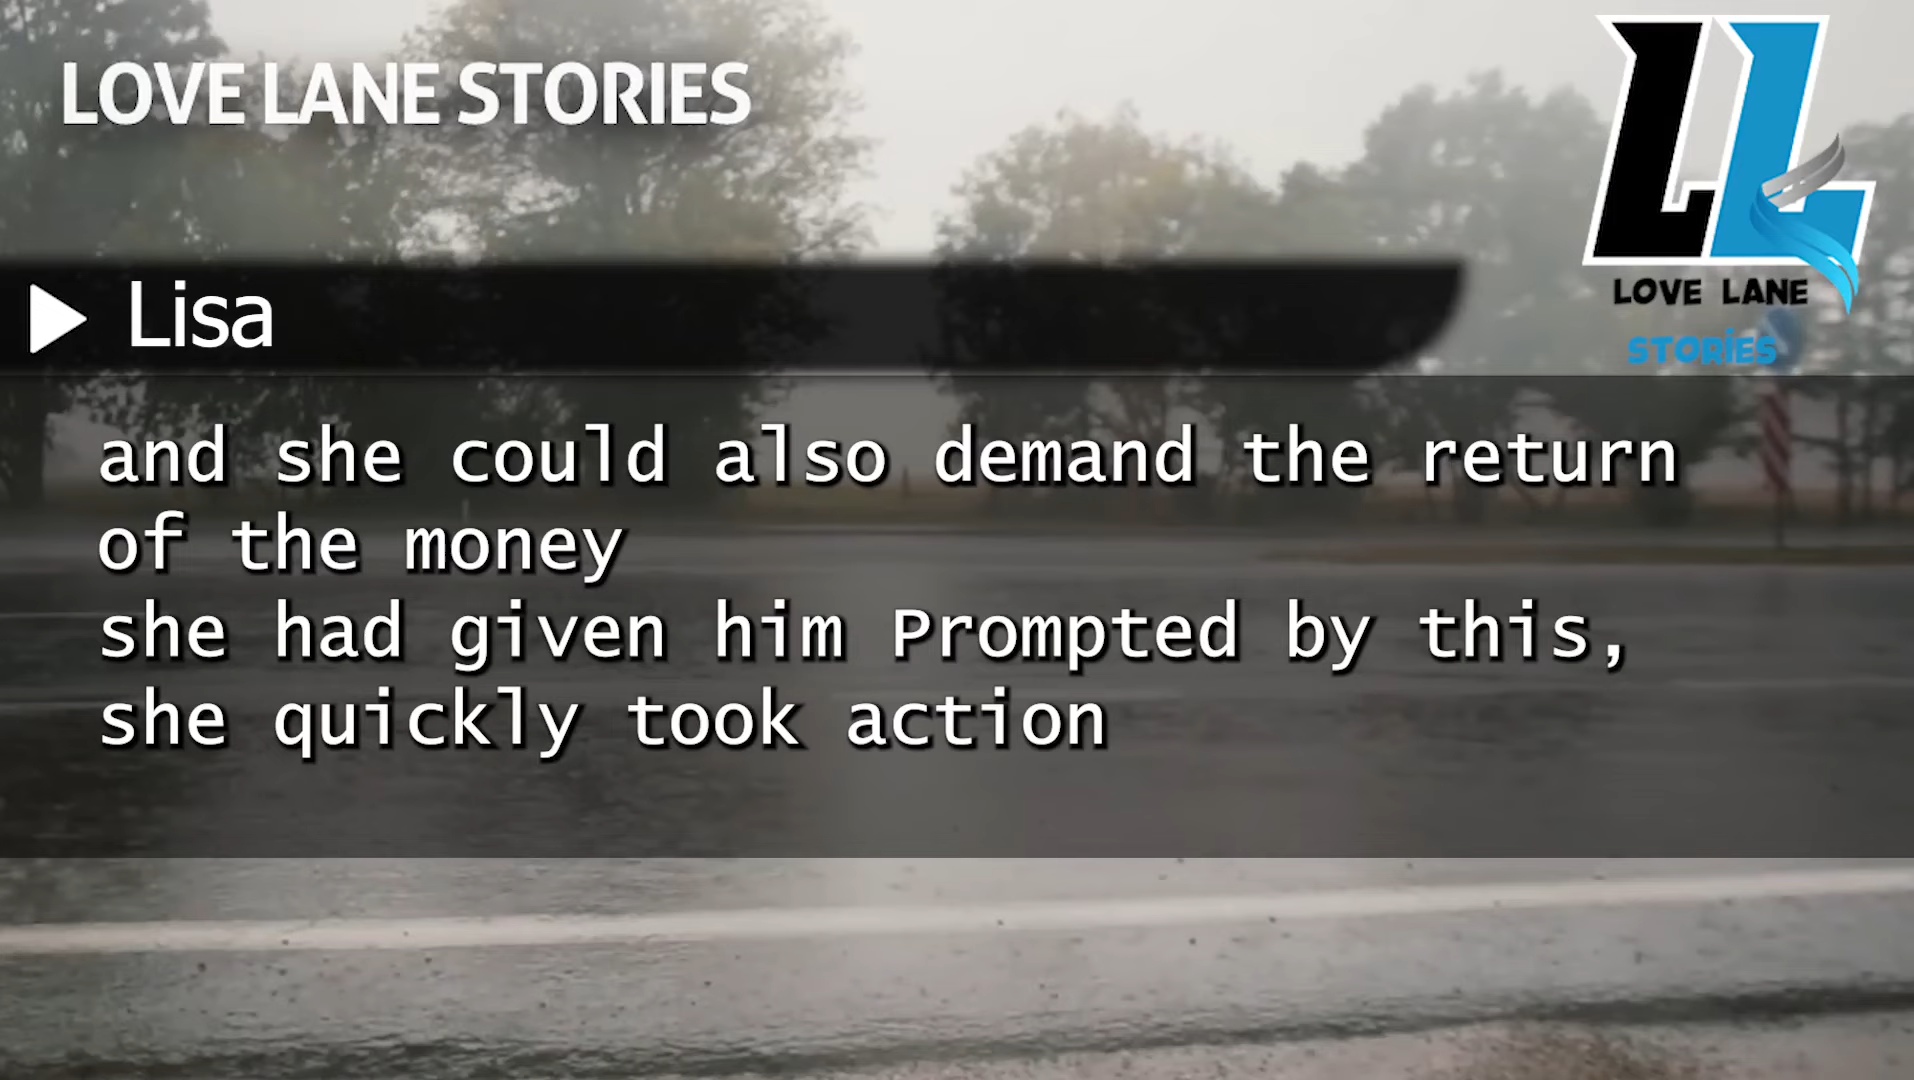 LOVE LANE STORIES
LL
LOVE LANE
STORIES
Lisa
and she could also demand the return
of the money
she had given him Prompted by this,
she quickly took action